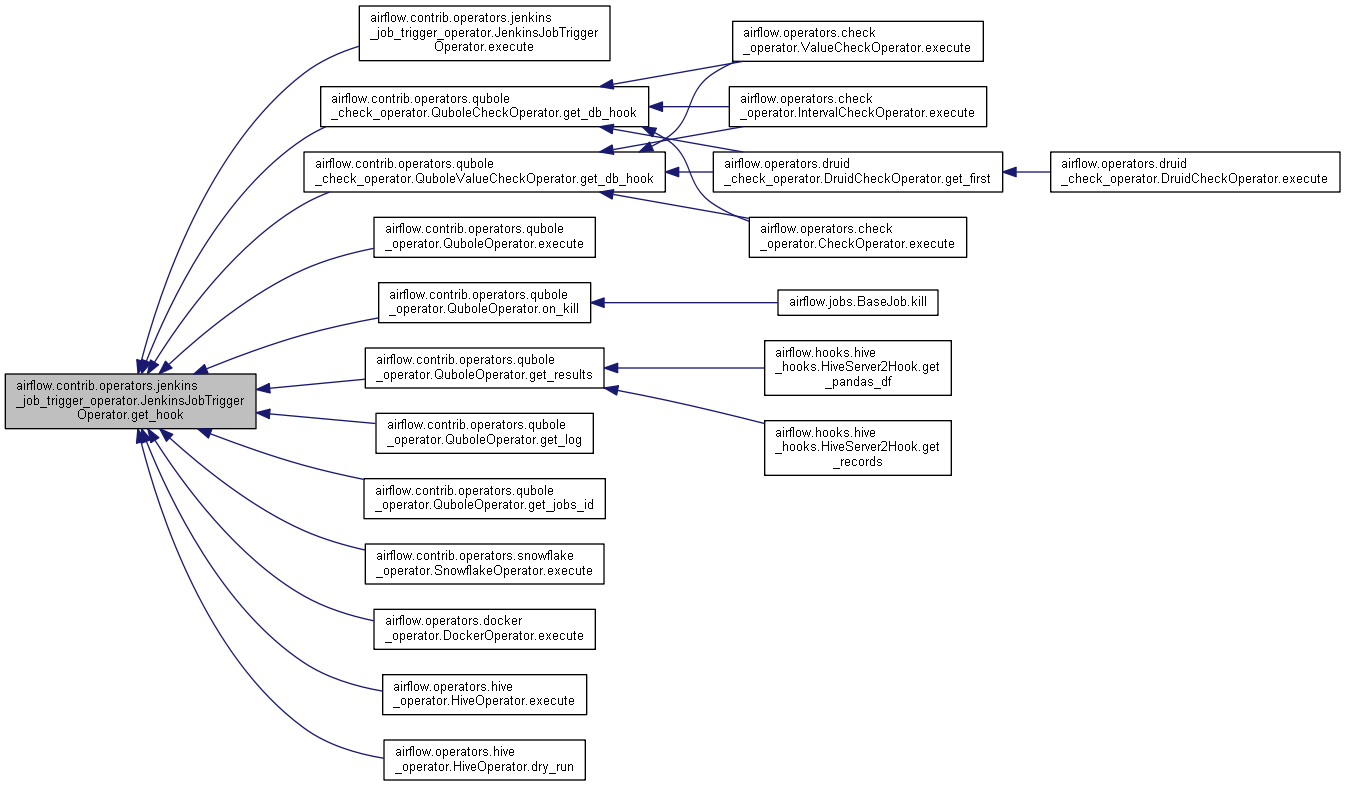 airflow.contrib.operators.jenkins
_job_trigger_operator.JenkinsJobTrigger
Operator.get_hook
airflow.contrib.operators.jenkins
_job_trigger_operator.JenkinsJobTrigger
Operator.execute
airflow.contrib.operators.qubole
_check_operator.QuboleCheckOperator.get_db_hook
airflow.contrib.operators.qubole
_check_operator.QuboleValueCheckOperator.get_db_hook
airflow.contrib.operators.qubole
_operator.QuboleOperator.execute
airflow.contrib.operators.qubole
_operator.QuboleOperator.on_kill
airflow.contrib.operators.qubole
_operator.QuboleOperator.get_results
airflow.contrib.operators.qubole
_operator.QuboleOperator.get_log
airflow.contrib.operators.qubole
_operator.QuboleOperator.get_jobs_id
airflow.contrib.operators.snowflake
_operator.SnowflakeOperator.execute
airflow.operators.docker
_operator.DockerOperator.execute
airflow.operators.hive
_operator.HiveOperator.execute
airflow.operators.hive
_operator.HiveOperator.dry_run
airflow.operators.check
_operator.ValueCheckOperator.execute
airflow.operators.check
_operator.IntervalCheckOperator.execute
airflow.operators.druid
_check_operator.DruidCheckOperator.get_first
airflow.operators.check
_operator.CheckOperator.execute
airflow.jobs.BaseJob.kill
airflow.hooks.hive
_hooks.HiveServer2Hook.get
_pandas_df
airflow.hooks.hive
_hooks.HiveServer2Hook.get
_records
airflow.operators.druid
_check_operator.DruidCheckOperator.execute